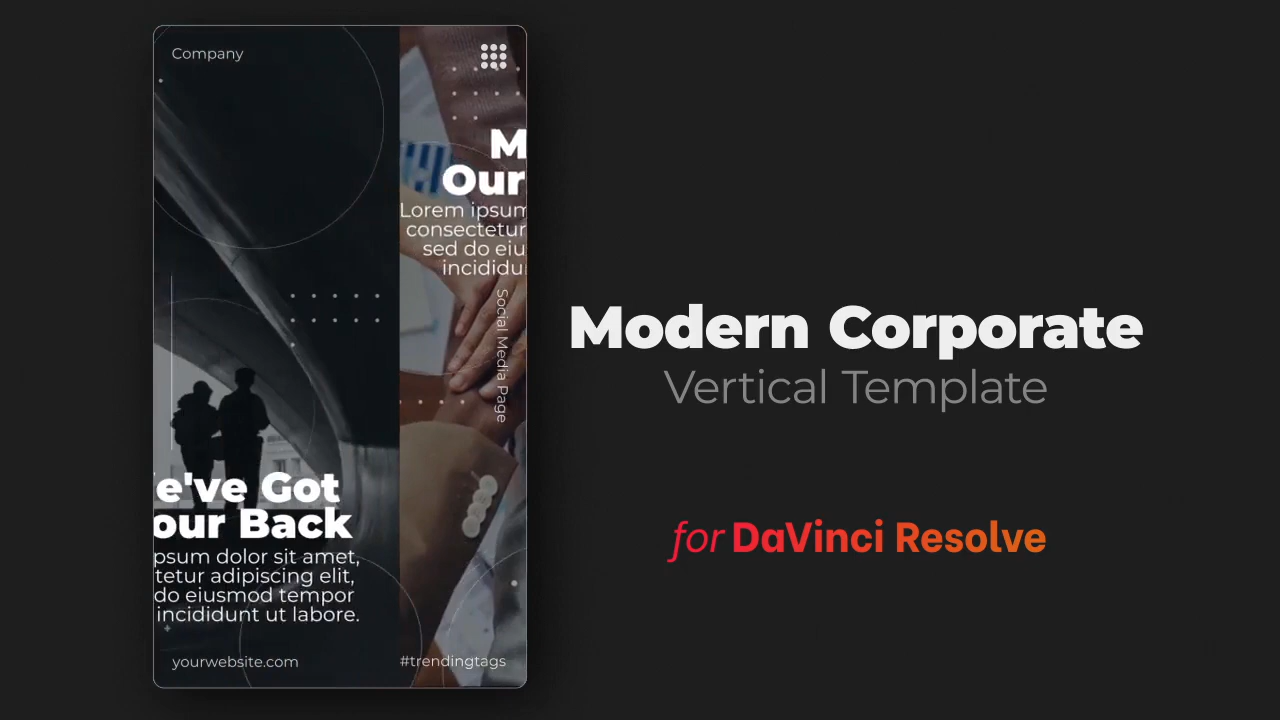 Company
M
Our
Lorem ipsum
consectetur
sed do eiu
incididu
Social Media Page
e've Got
our Back
psum dolor sit amet,
tetur adipiscing elit,
do eiusmod tempor
incididunt ut labore.
yourwebsite.com
#trendingtags
Modern Corporate
Vertical Template
for DaVinci Resolve